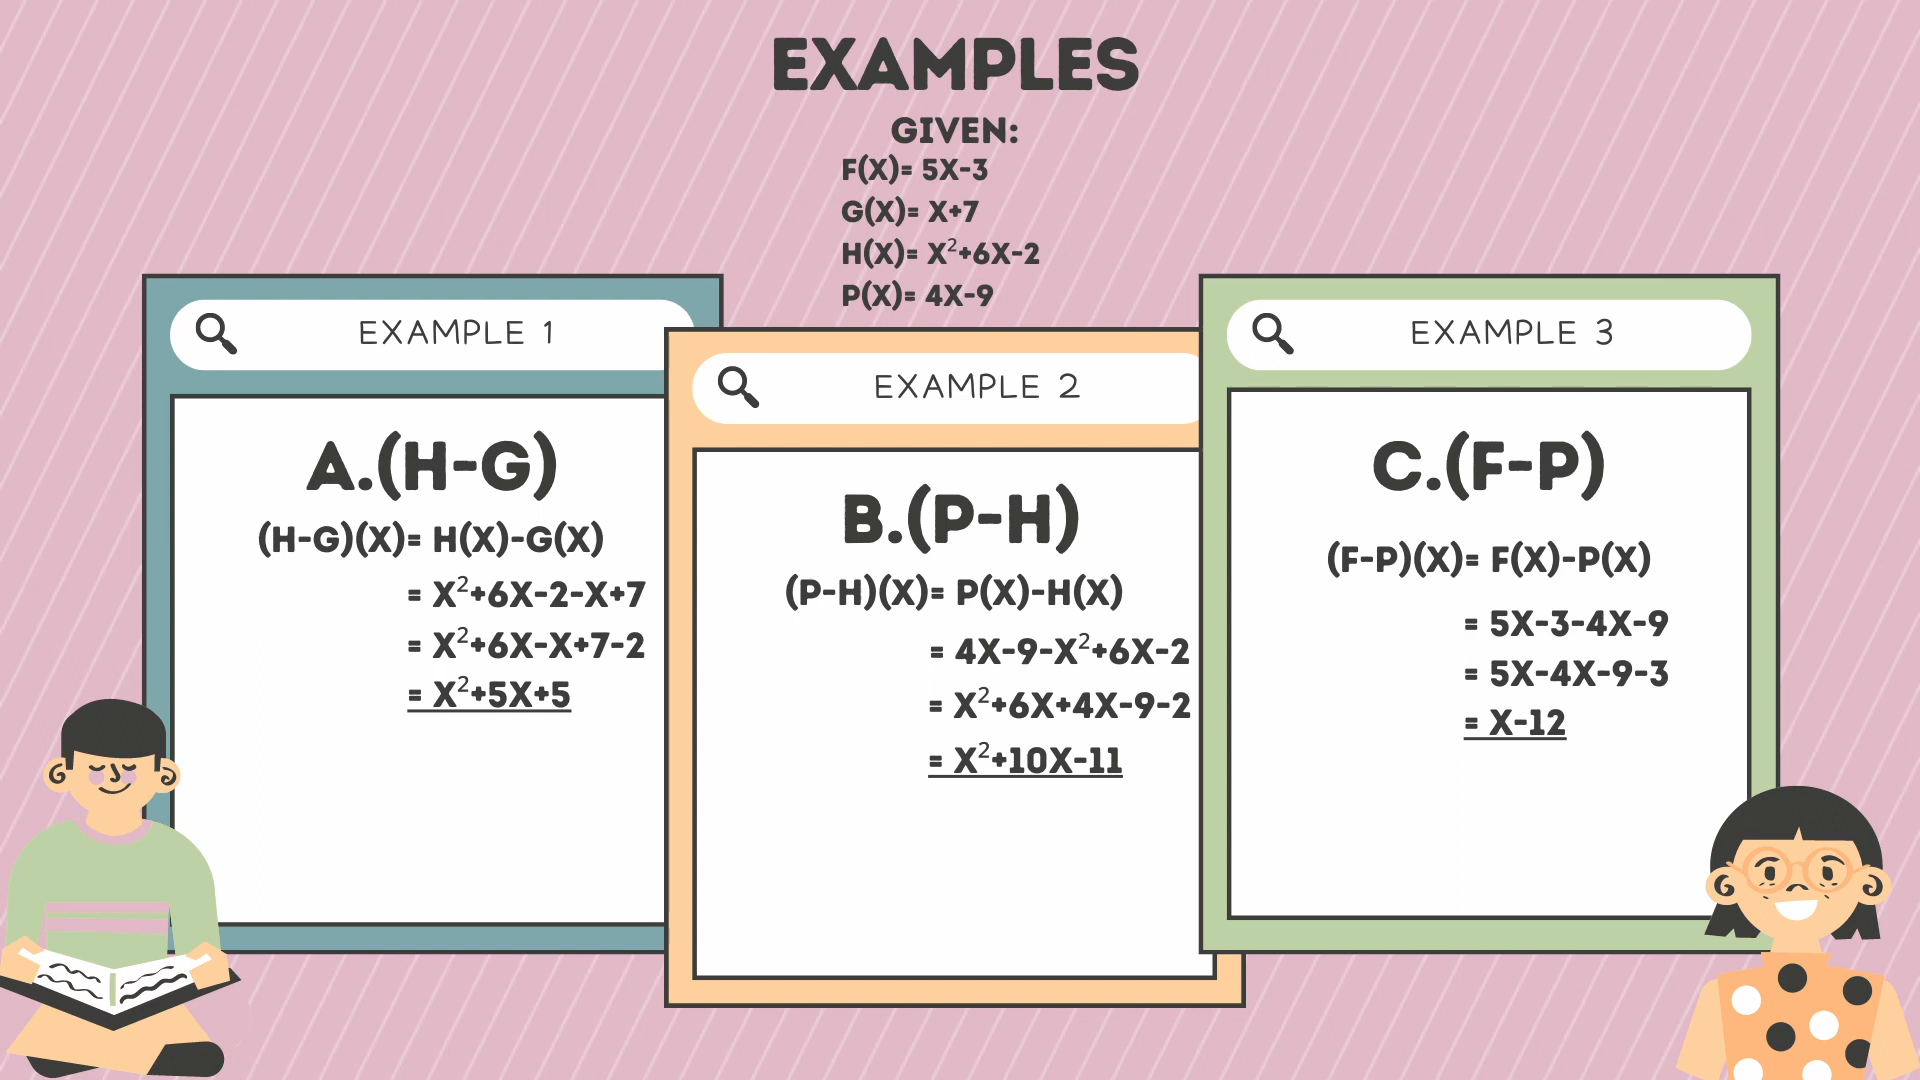 EXAMPLES
GIVEN:
F(X)= 5X-3
G(X)= X+7
H(X)= X²+6X-2
P(X)= 4X-9
EXAMPLE 1
A.(H-G)
(H-G)(X)= H(X)-G(X)
= X²+6X-2-X+7
= X²+6X-X+7-2
= X²+5X+5
EXAMPLE 2
B.(P-H)
(P-H)(X)= P(X)-H(X)
= 4X-9-X²+6X-2
= X²+6X+4X-9-2
= X²+10X-11
EXAMPLE 3
C.(F-P)
(F-P)(X)= F(X)-P(X)
= 5X-3-4X-9
= 5X-4X-9-3
= X-12